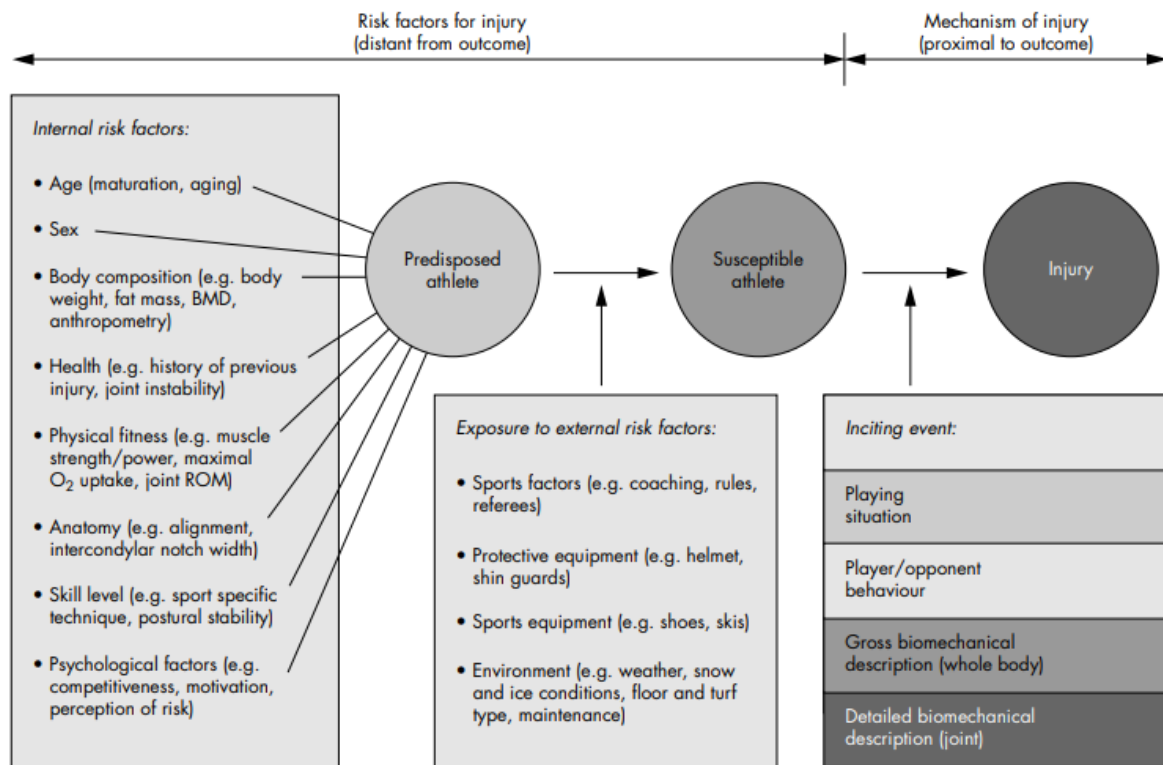 Risk factors for injury
(distant from outcome)
Mechanism of injury
(proximal to outcome)
Internal risk factors:
• Age (maturation, aging)
• Sex
• Body composition (e.g. body
weight, fat mass, BMD,
anthropometry)
• Health (e.g. history of previous
injury, joint instability)
• Physical fitness (e.g. muscle
strength/power, maximal
O₂ uptake, joint ROM)
• Anatomy (e.g. alignment,
intercondylar notch width)
• Skill level (e.g. sport specific
technique, postural stability)
• Psychological factors (e.g.
competitiveness, motivation,
perception of risk)
Predisposed
athlete
Susceptible
athlete
Injury
Exposure to external risk factors:
• Sports factors (e.g. coaching, rules,
referees)
• Protective equipment (e.g. helmet,
shin guards)
• Sports equipment (e.g. shoes, skis)
• Environment (e.g. weather, snow
and ice conditions, floor and turf
type, maintenance)
Inciting event:
Playing
situation
Player/opponent
behaviour
Gross biomechanical
description (whole body)
Detailed biomechanical
description (joint)